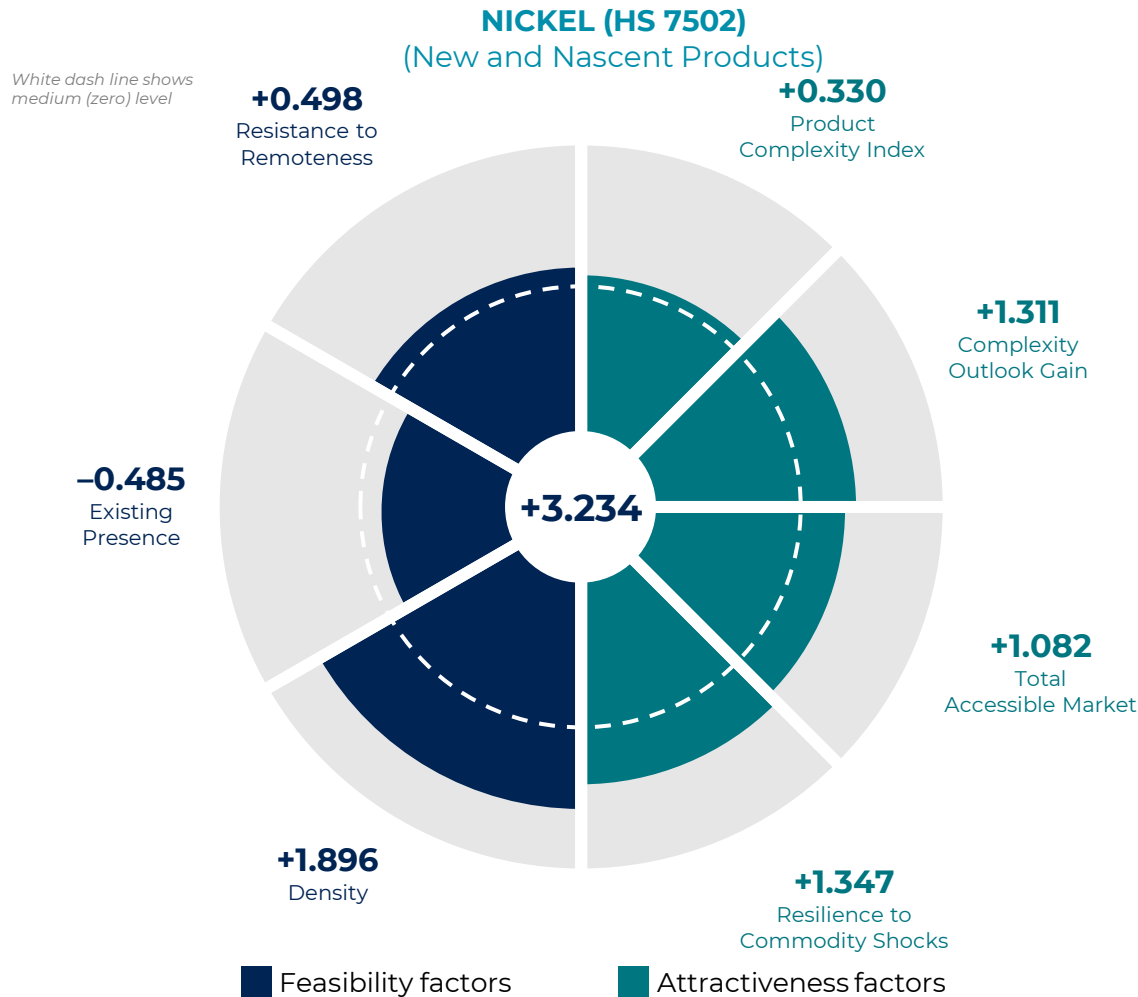 NICKEL (HS 7502)
(New and Nascent Products)
White dash line shows
medium (zero) level
+0.498
Resistance to
Remoteness
+0.330
Product
Complexity Index
+1.311
Complexity
Outlook Gain
–0.485
Existing
Presence
+3.234
+1.082
Total
Accessible Market
+1.896
Density
+1.347
Resilience to
Commodity Shocks
Feasibility factors
Attractiveness factors